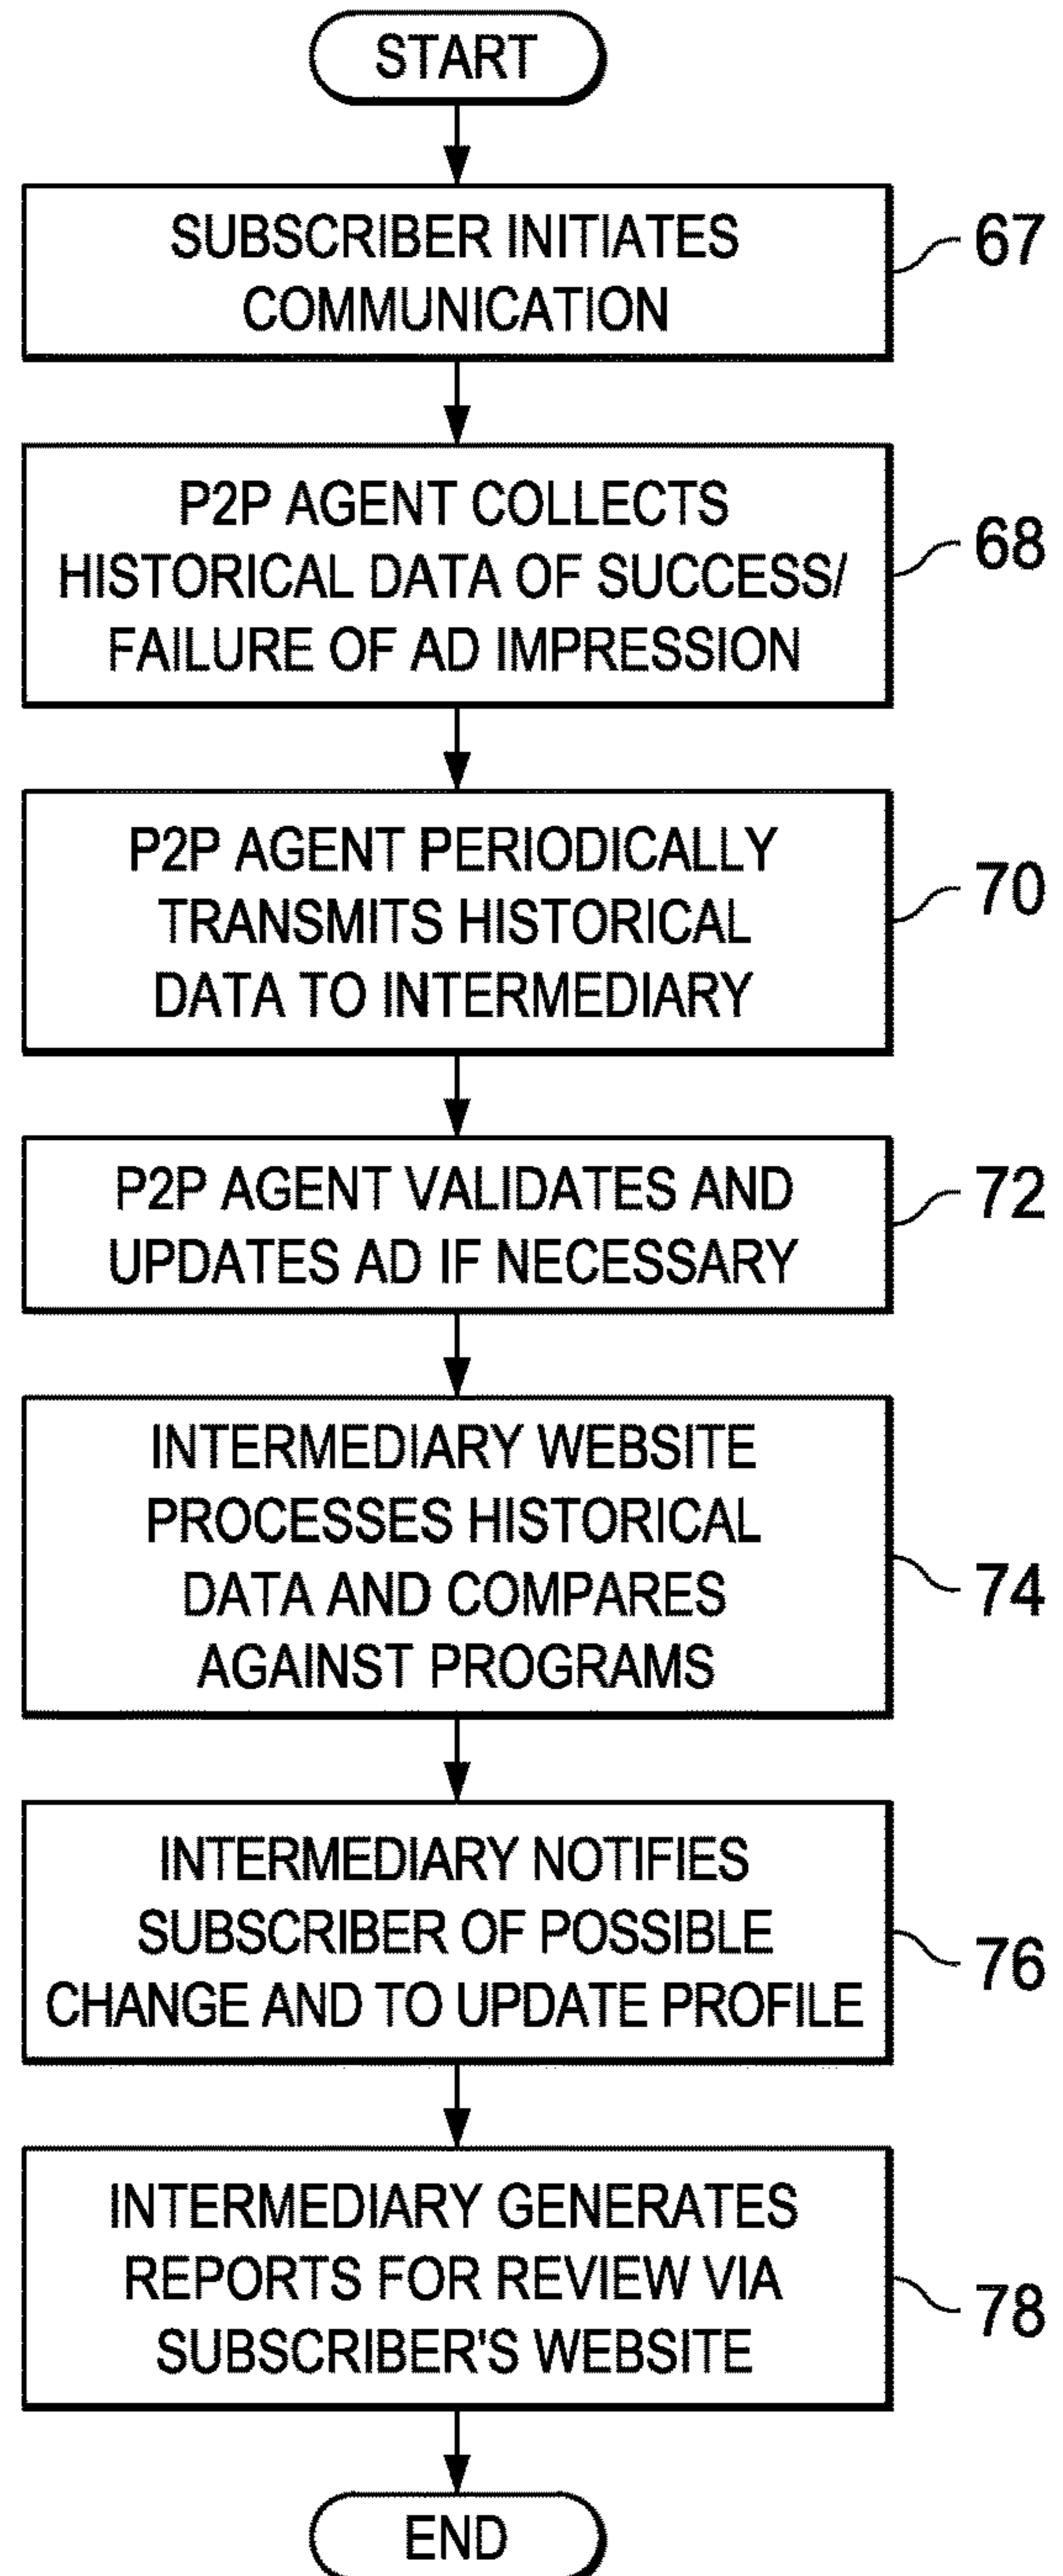 START
SUBSCRIBER INITIATES
COMMUNICATION
67
P2P AGENT COLLECTS
HISTORICAL DATA OF SUCCESS/
FAILURE OF AD IMPRESSION
68
P2P AGENT PERIODICALLY
TRANSMITS HISTORICAL
DATA TO INTERMEDIARY
70
P2P AGENT VALIDATES AND
UPDATES AD IF NECESSARY
72
INTERMEDIARY WEBSITE
PROCESSES HISTORICAL
DATA AND COMPARES
AGAINST PROGRAMS
74
INTERMEDIARY NOTIFIES
SUBSCRIBER OF POSSIBLE
CHANGE AND TO UPDATE PROFILE
76
INTERMEDIARY GENERATES
REPORTS FOR REVIEW VIA
SUBSCRIBER'S WEBSITE
78
END